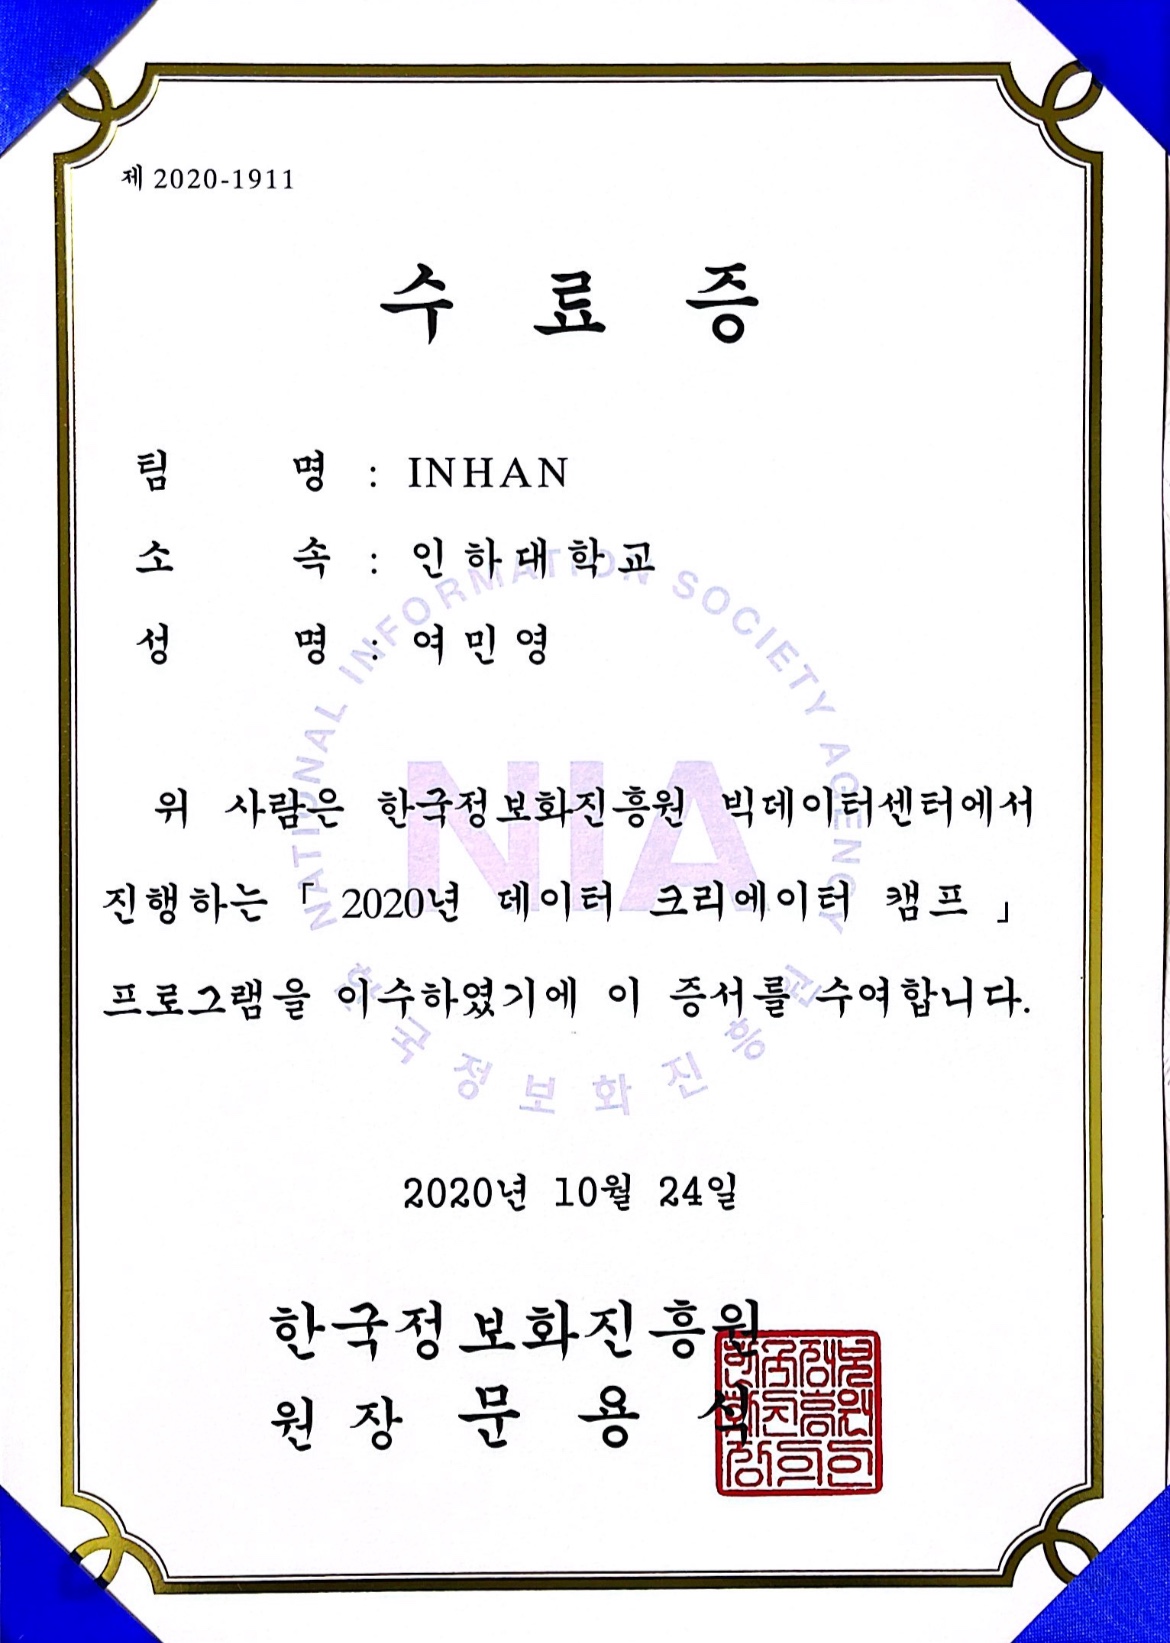 제 2020-1911
수 료 증
팀 명 : INHAN
소 속 : 인하대학교
성 명 : 여민영
NATIONAL INFORMATION SOCIETY AGENCY
NIA
위 사람은 한국정보화진흥원 빅데이터센터에서
진행하는 「 2020년 데이터 크리에이터 캠프 」
프로그램을 이수하였기에 이 증서를 수여합니다.
한국정보화진흥원
2020년 10월 24일
한국정보화진흥원
원 장 문 용 석